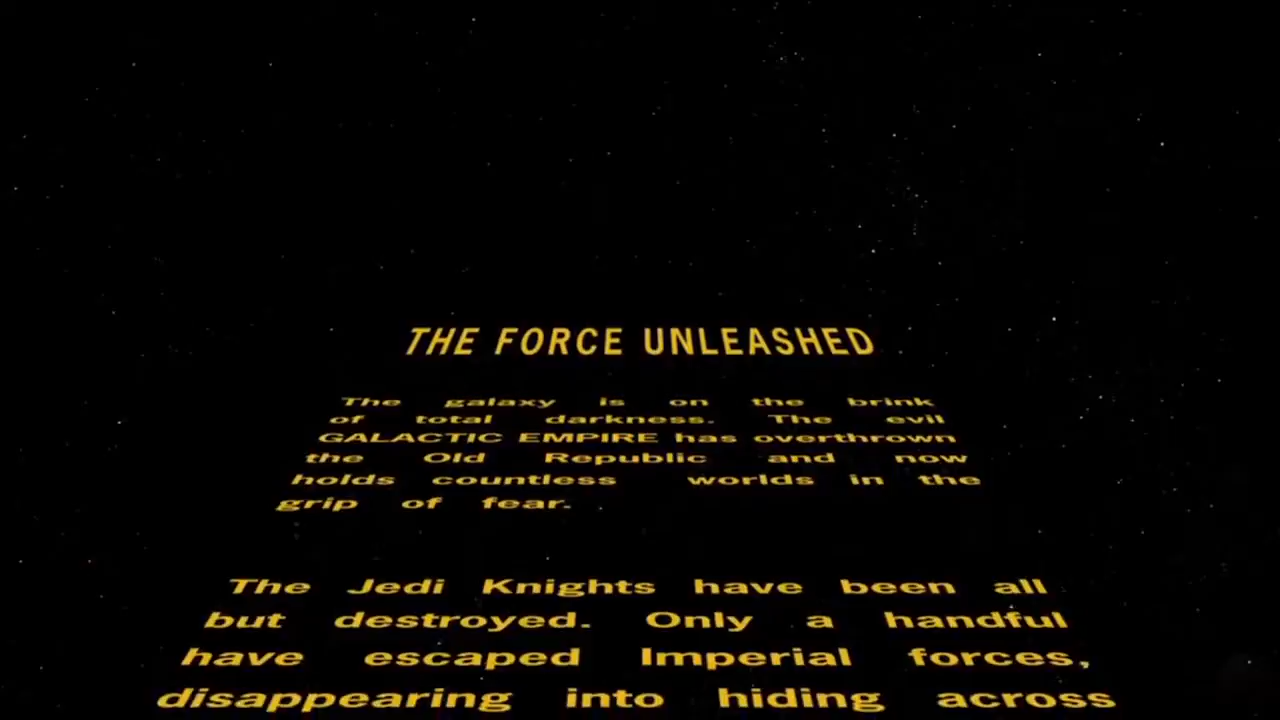 THE FORCE UNLEASHED
The galaxy is on the brink
of total darkness. The evil
GALACTIC EMPIRE has overthrown
the Old Republic and now
holds countless worlds in the
grip of fear.
The Jedi Knights have been all
but destroyed. Only a handful
have escaped Imperial forces,
disappearing into hiding across